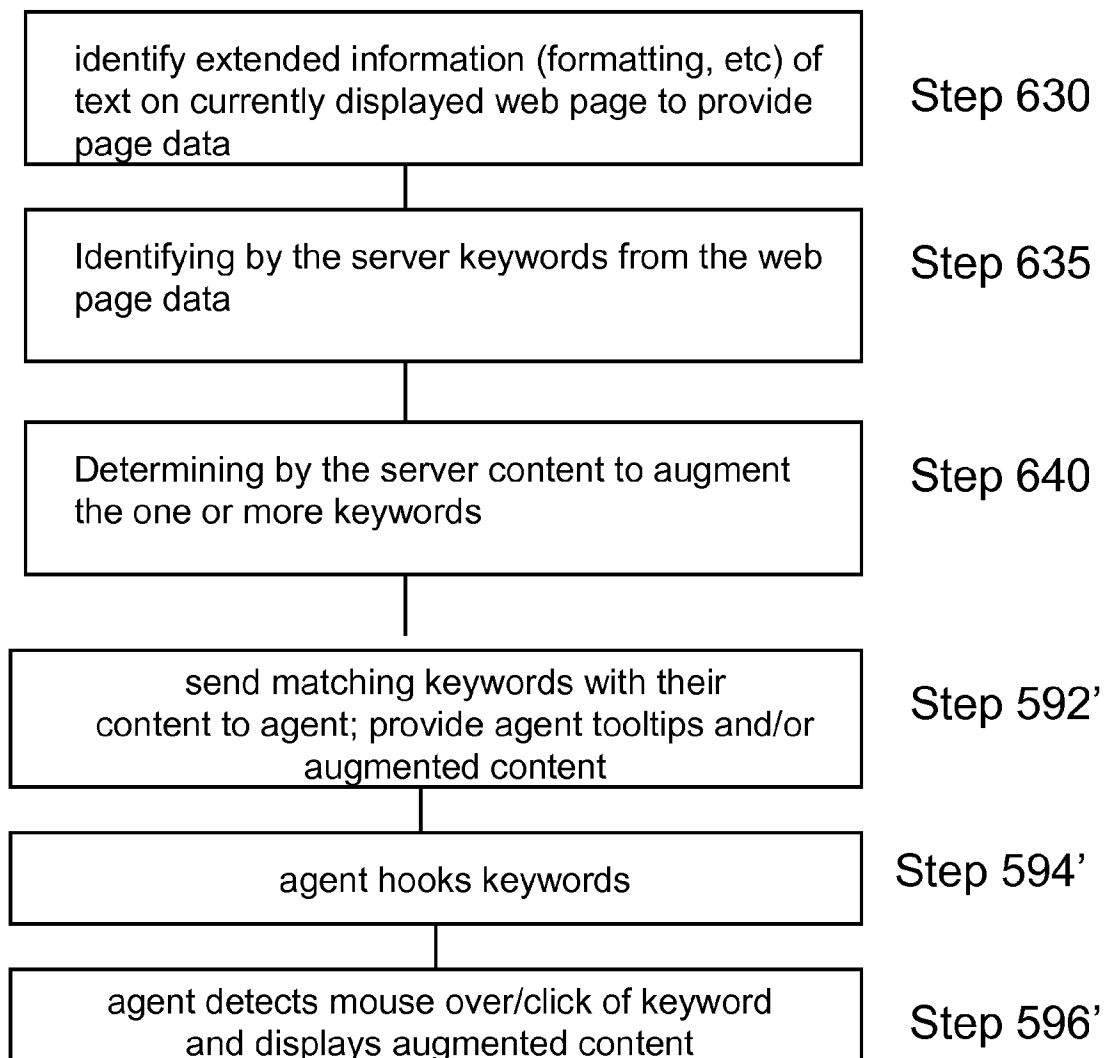 identify extended information (formatting, etc) of
text on currently displayed web page to provide
page data
Step 630
Identifying by the server keywords from the web
page data
Step 635
Determining by the server content to augment
the one or more keywords
Step 640
send matching keywords with their
content to agent; provide agent tooltips and/or
augmented content
Step 592’
agent hooks keywords
Step 594’
agent detects mouse over/click of keyword
and displays augmented content
Step 596’